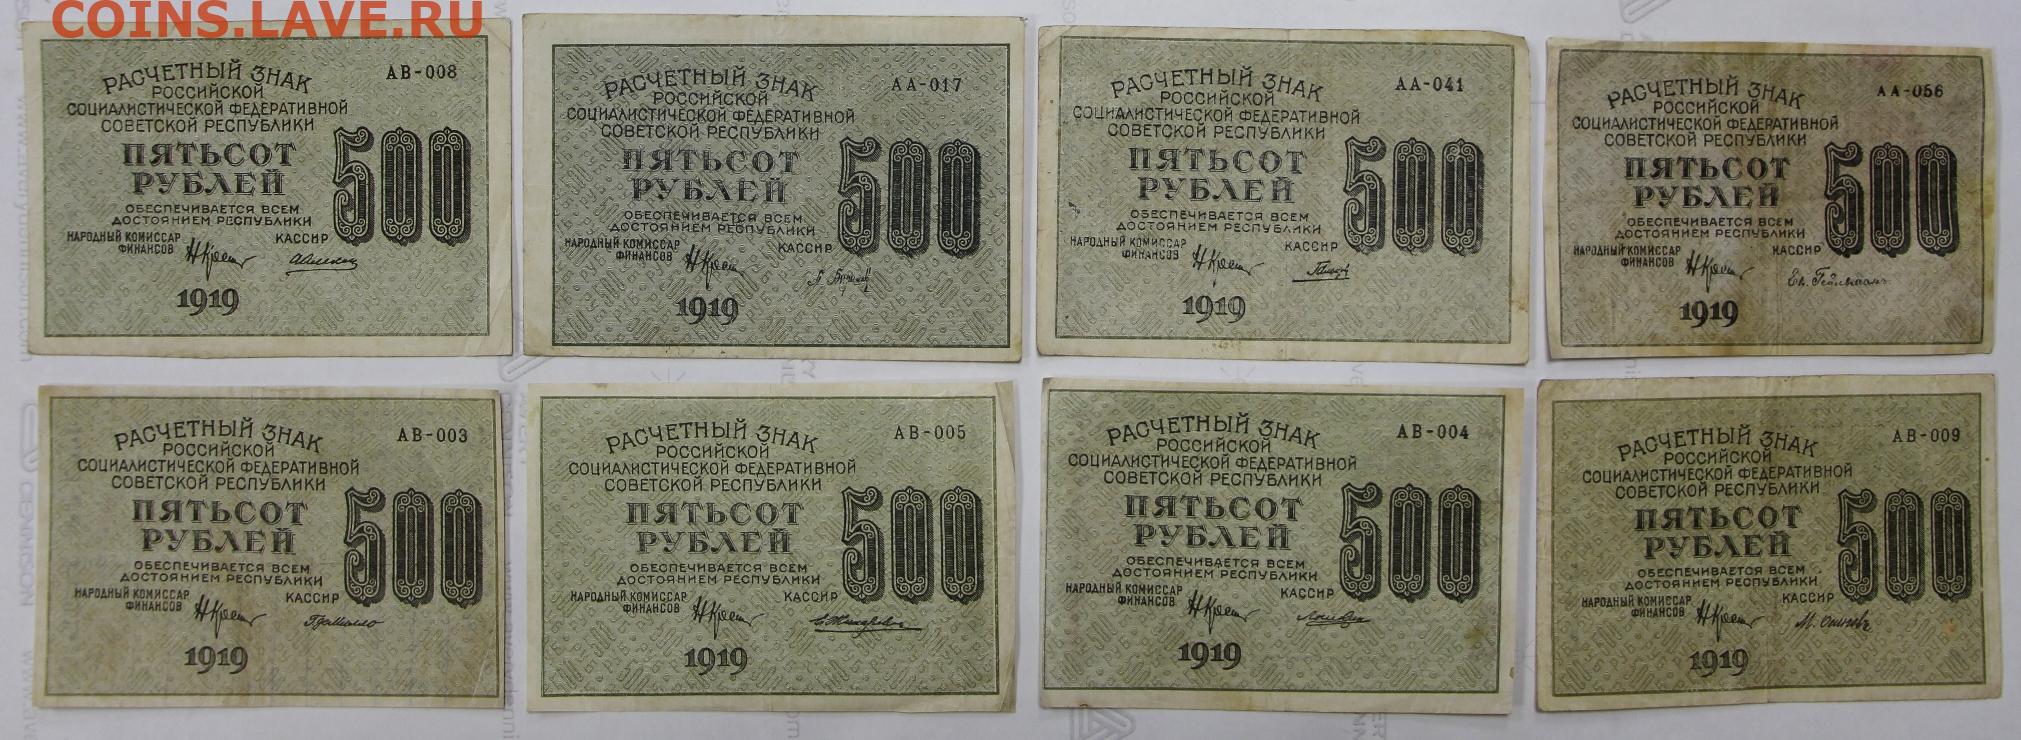 COINS.LAVE.RU
РАСЧЕТНЫЙ ЗНАК
АВ-008
РОССИЙСКОЙ
СОЦИАЛИСТИЧЕСКОЙ ФЕДЕРАТИВНОЙ
СОВЕТСКОЙ РЕСПУБЛИКИ
ПЯТЬСОТ
РУБЛЕЙ
500
ОБЕСПЕЧИВАЕТСЯ ВСЕМ
ДОСТОЯНИЕМ РЕСПУБЛИКИ
НАРОДНЫЙ КОМИССАР
ФИНАНСОВ
КАССИР
1919
РАСЧЕТНЫЙ ЗНАК
АА-017
РОССИЙСКОЙ
СОЦИАЛИСТИЧЕСКОЙ ФЕДЕРАТИВНОЙ
СОВЕТСКОЙ РЕСПУБЛИКИ
ПЯТЬСОТ
РУБЛЕЙ
500
ОБЕСПЕЧИВАЕТСЯ ВСЕМ
ДОСТОЯНИЕМ РЕСПУБЛИКИ
НАРОДНЫЙ КОМИССАР
ФИНАНСОВ
КАССИР
1919
РАСЧЕТНЫЙ ЗНАК
АА-041
РОССИЙСКОЙ
СОЦИАЛИСТИЧЕСКОЙ ФЕДЕРАТИВНОЙ
СОВЕТСКОЙ РЕСПУБЛИКИ
ПЯТЬСОТ
РУБЛЕЙ
500
ОБЕСПЕЧИВАЕТСЯ ВСЕМ
ДОСТОЯНИЕМ РЕСПУБЛИКИ
НАРОДНЫЙ КОМИССАР
ФИНАНСОВ
КАССИР
1919
РАСЧЕТНЫЙ ЗНАК
АА-056
РОССИЙСКОЙ
СОЦИАЛИСТИЧЕСКОЙ ФЕДЕРАТИВНОЙ
СОВЕТСКОЙ РЕСПУБЛИКИ
ПЯТЬСОТ
РУБЛЕЙ
500
ОБЕСПЕЧИВАЕТСЯ ВСЕМ
ДОСТОЯНИЕМ РЕСПУБЛИКИ
НАРОДНЫЙ КОМИССАР
ФИНАНСОВ
КАССИР
1919
РАСЧЕТНЫЙ ЗНАК
АВ-003
РОССИЙСКОЙ
СОЦИАЛИСТИЧЕСКОЙ ФЕДЕРАТИВНОЙ
СОВЕТСКОЙ РЕСПУБЛИКИ
ПЯТЬСОТ
РУБЛЕЙ
500
ОБЕСПЕЧИВАЕТСЯ ВСЕМ
ДОСТОЯНИЕМ РЕСПУБЛИКИ
НАРОДНЫЙ КОМИССАР
ФИНАНСОВ
КАССИР
1919
РАСЧЕТНЫЙ ЗНАК
АВ-005
РОССИЙСКОЙ
СОЦИАЛИСТИЧЕСКОЙ ФЕДЕРАТИВНОЙ
СОВЕТСКОЙ РЕСПУБЛИКИ
ПЯТЬСОТ
РУБЛЕЙ
500
ОБЕСПЕЧИВАЕТСЯ ВСЕМ
ДОСТОЯНИЕМ РЕСПУБЛИКИ
НАРОДНЫЙ КОМИССАР
ФИНАНСОВ
КАССИР
1919
РАСЧЕТНЫЙ ЗНАК
АВ-004
РОССИЙСКОЙ
СОЦИАЛИСТИЧЕСКОЙ ФЕДЕРАТИВНОЙ
СОВЕТСКОЙ РЕСПУБЛИКИ
ПЯТЬСОТ
РУБЛЕЙ
500
ОБЕСПЕЧИВАЕТСЯ ВСЕМ
ДОСТОЯНИЕМ РЕСПУБЛИКИ
НАРОДНЫЙ КОМИССАР
ФИНАНСОВ
КАССИР
1919
РАСЧЕТНЫЙ ЗНАК
АВ-009
РОССИЙСКОЙ
СОЦИАЛИСТИЧЕСКОЙ ФЕДЕРАТИВНОЙ
СОВЕТСКОЙ РЕСПУБЛИКИ
ПЯТЬСОТ
РУБЛЕЙ
500
ОБЕСПЕЧИВАЕТСЯ ВСЕМ
ДОСТОЯНИЕМ РЕСПУБЛИКИ
НАРОДНЫЙ КОМИССАР
ФИНАНСОВ
КАССИР
1919